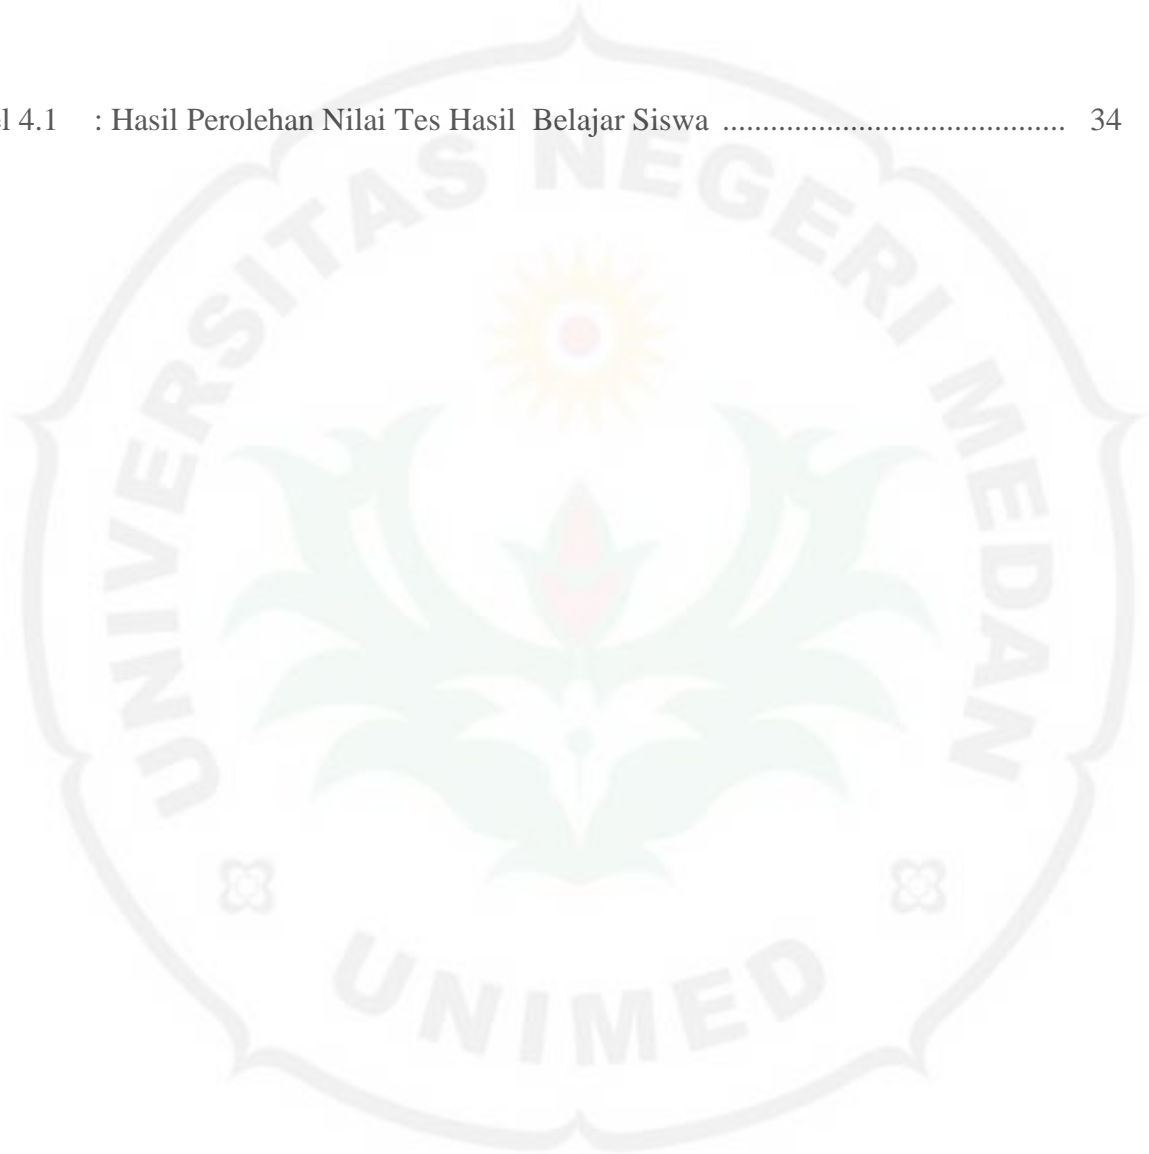 l 4.1 : Hasil Perolehan Nilai Tes Hasil Belajar Siswa ........................................... 34
UNIVERSITAS NEGERI MEDAN
UNIMED